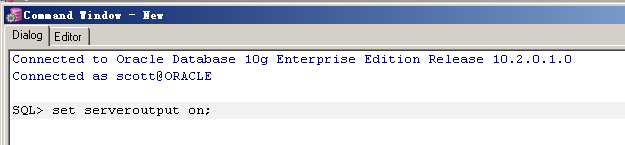 Command Window - New
Dialog Editor
Connected to Oracle Database 10g Enterprise Edition Release 10.2.0.1.0
Connected as scott@ORACLE
SQL> set serveroutput on;